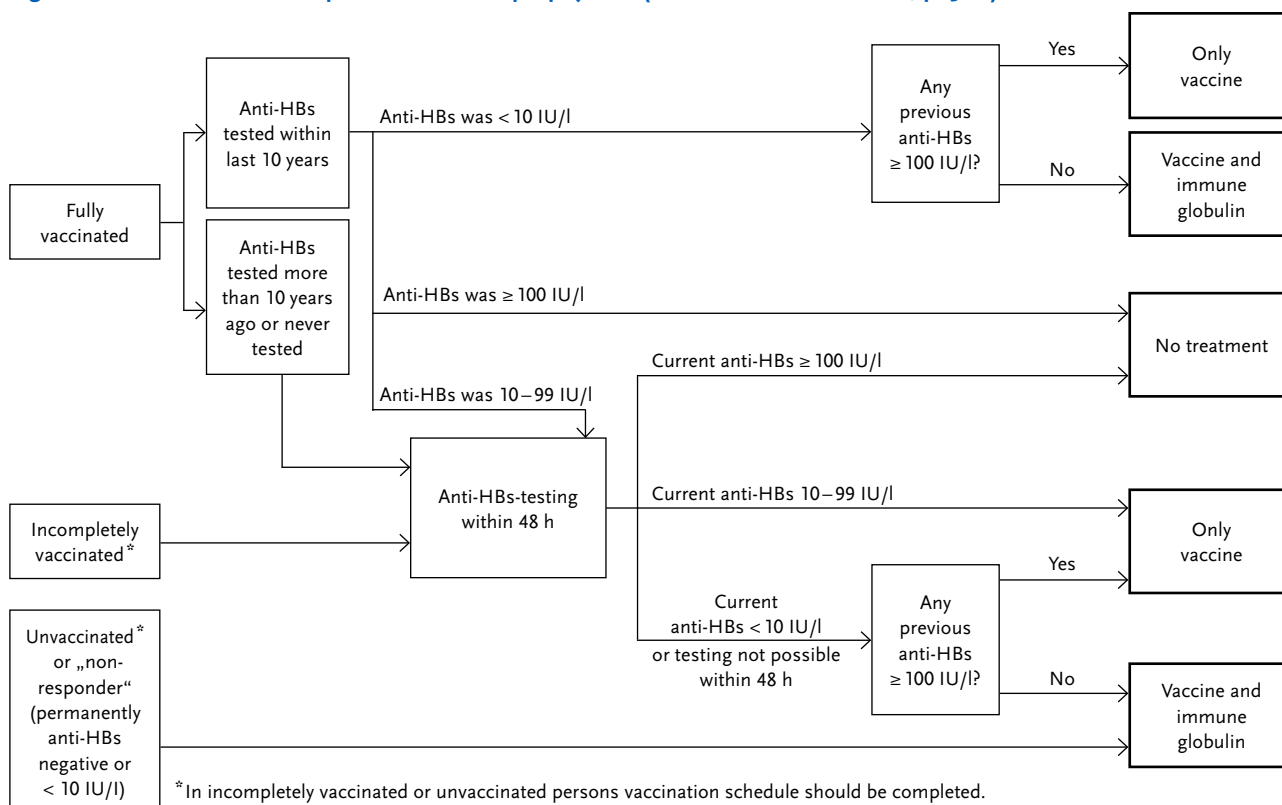 Yes
Only
vaccine
Any
previous
anti-HBs
≥ 100 IU/l?
No
Vaccine and
immune
globulin
Anti-HBs
tested within
last 10 years
Anti-HBs was < 10 IU/l
Fully
vaccinated
Anti-HBs
tested more
than 10 years
ago or never
tested
Anti-HBs was ≥ 100 IU/l
No treatment
Current anti-HBs ≥ 100 IU/l
Anti-HBs was 10–99 IU/l
Anti-HBs-testing
within 48 h
Current anti-HBs 10–99 IU/l
Only
vaccine
Incompletely
vaccinated*
Yes
Current
anti-HBs < 10 IU/l
or testing not possible
within 48 h
Any
previous
anti-HBs
≥ 100 IU/l?
No
Vaccine and
immune
globulin
Unvaccinated*
or „non-
responder“
(permanently
anti-HBs
negative or
< 10 IU/l)
*In incompletely vaccinated or unvaccinated persons vaccination schedule should be completed.